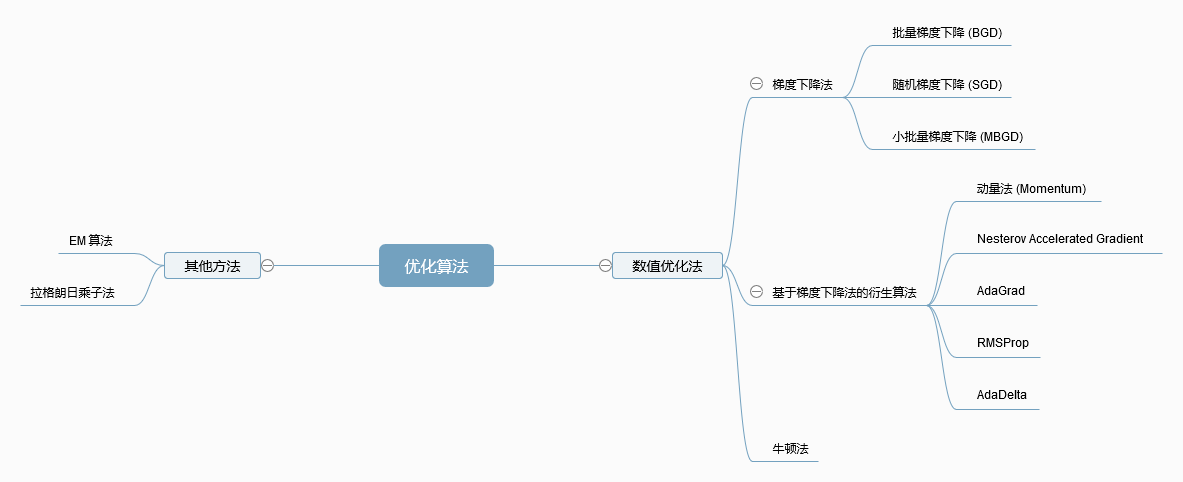 批量梯度下降 (BGD)
梯度下降法
随机梯度下降 (SGD)
小批量梯度下降 (MBGD)
动量法 (Momentum)
EM 算法
Nesterov Accelerated Gradient
其他方法
优化算法
数值优化法
拉格朗日乘子法
基于梯度下降法的衍生算法
AdaGrad
RMSProp
AdaDelta
牛顿法